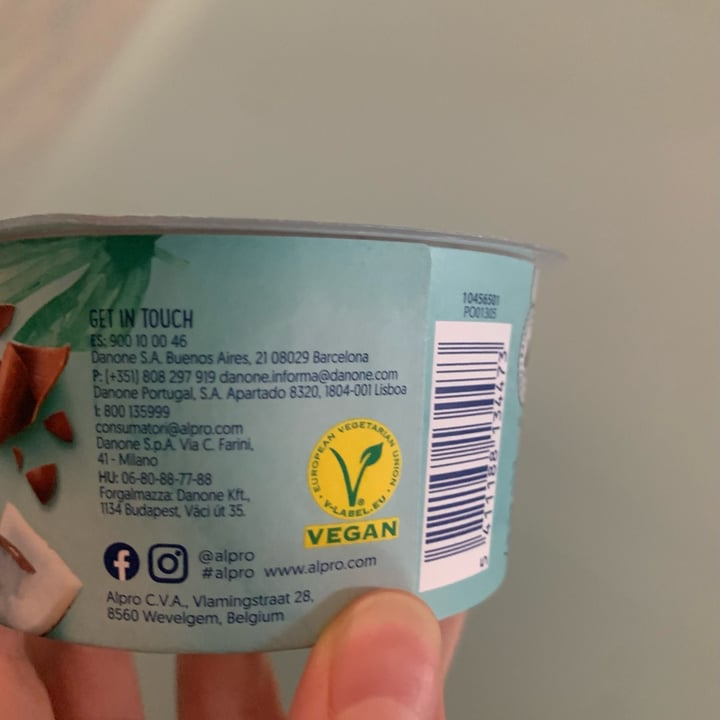 GET IN TOUCH
ES: 900 10 00 46
Danone S.A. Buenos Aires, 21 08029 Barcelona
P: (+351) 808 297 919 danone.informa@danone.com
Danone Portugal, S.A. Apartado 8320, 1804-001 Lisboa
I: 800 135999
consumatori@alpro.com
Danone S.p.A. Via C. Farini,
41 - Milano
HU: 06-80-88-77-88
Forgalmazza: Danone Kft.,
1134 Budapest, Váci út 35.
@alpro
#alpro www.alpro.com
Alpro C.V.A., Vlamingstraat 28,
8560 Wevelgem, Belgium
EUROPEAN VEGETARIAN UNION
V-LABEL.EU
VEGAN
10456501
PO01305
5 411188 134473